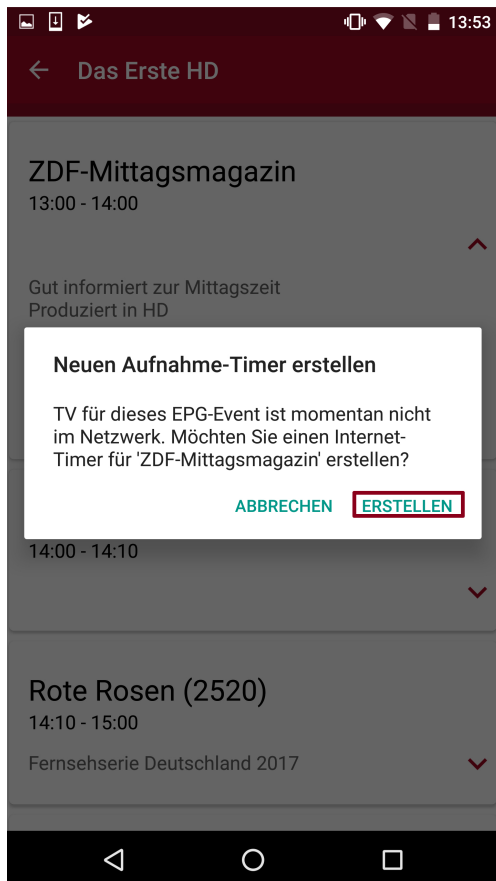 13:53
Das Erste HD
ZDF-Mittagsmagazin
13:00 - 14:00
Gut informiert zur Mittagszeit
Produziert in HD
Neuen Aufnahme-Timer erstellen
TV für dieses EPG-Event ist momentan nicht
im Netzwerk. Möchten Sie einen Internet-
Timer für 'ZDF-Mittagsmagazin' erstellen?
ABBRECHEN ERSTELLEN
14:00 - 14:10
Rote Rosen (2520)
14:10 - 15:00
Fernsehserie Deutschland 2017